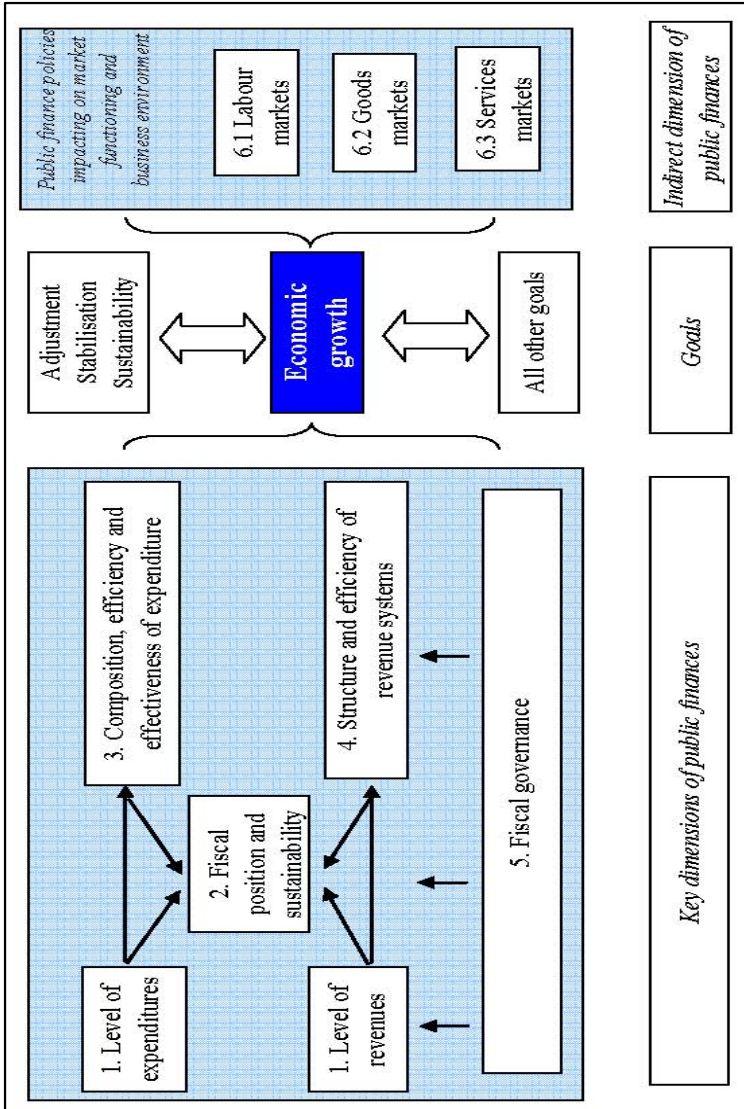 1. Level of
expenditures
3. Composition, efficiency and
effectiveness of expenditure
2. Fiscal
position and
sustainability
1. Level of
revenues
4. Structure and efficiency of
revenue systems
5. Fiscal governance
Adjustment
Stabilisation
Sustainability
Economic
growth
All other goals
Public finance policies
impacting on market
functioning and
business environment
6.1 Labour
markets
6.2 Goods
markets
6.3 Services
markets
Key dimensions of public finances
Goals
Indirect dimension of
public finances